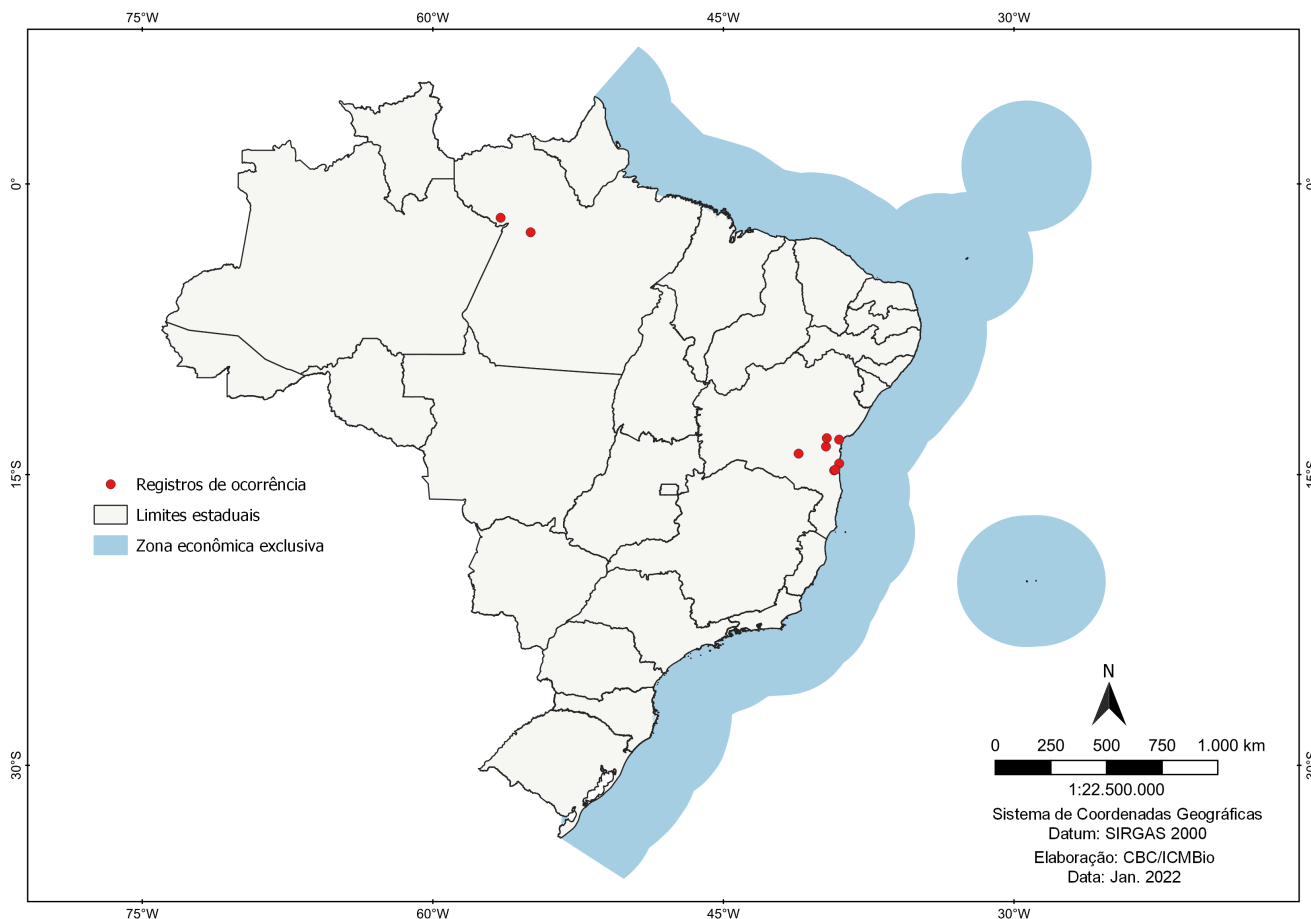 75°W 60°W 45°W 30°W
0° 0°
15°S 15°S
30°S 30°S
Registros de ocorrência
Limites estaduais
Zona econômica exclusiva
N
0 250 500 750 1.000 km
1:22.500.000
Sistema de Coordenadas Geográficas
Datum: SIRGAS 2000
Elaboração: CBC/ICMBio
Data: Jan. 2022
75°W 60°W 45°W 30°W